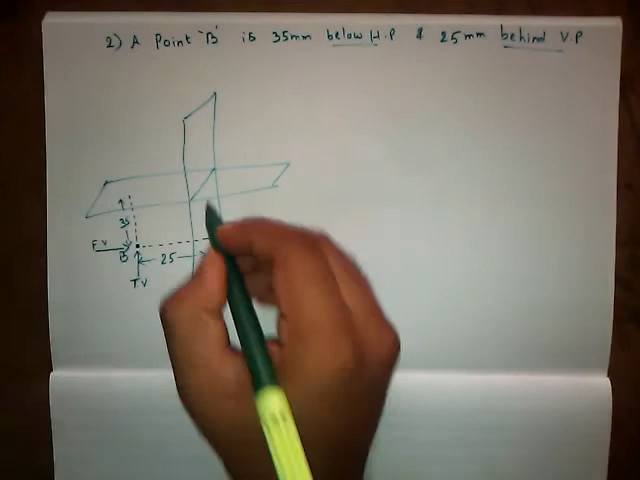 2) A Point 'B' is 35mm below H.P & 25mm behind V.P
35
F.V
B
25
T.V